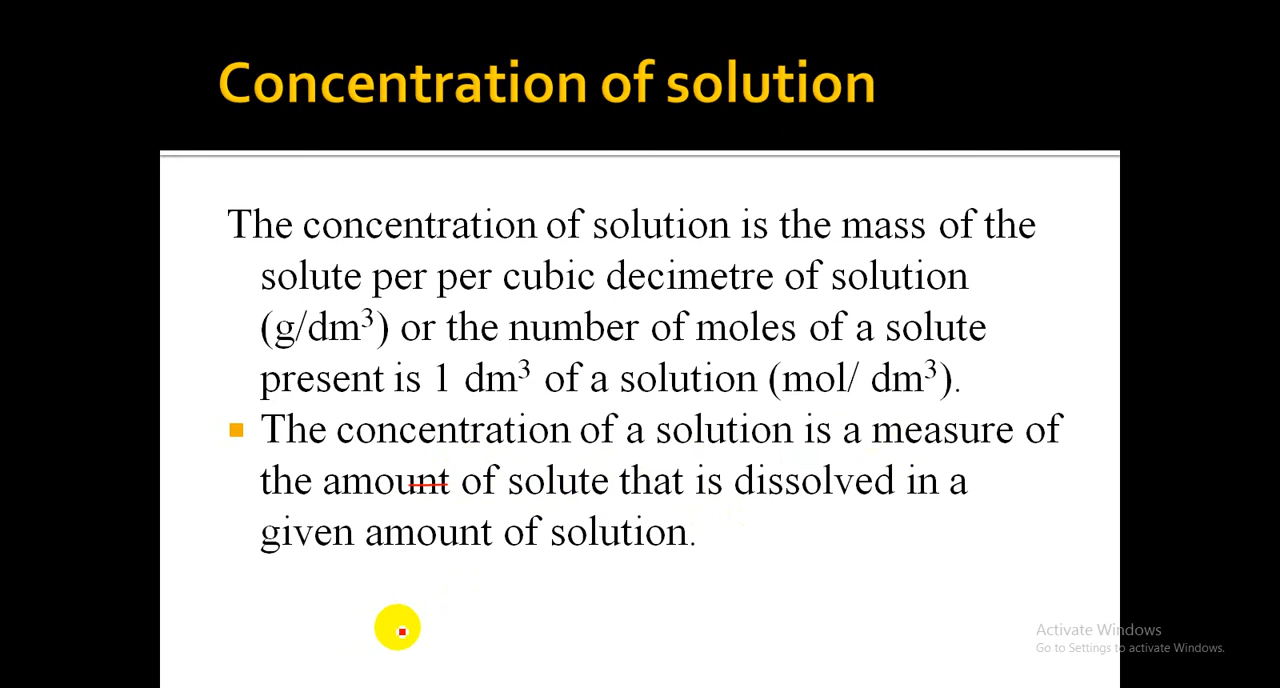 Concentration of solution
The concentration of solution is the mass of the
solute per per cubic decimetre of solution
(g/dm³) or the number of moles of a solute
present is 1 dm³ of a solution (mol/ dm³).
The concentration of a solution is a measure of
the amount of solute that is dissolved in a
given amount of solution.
Activate Windows
Go to Settings to activate Windows.